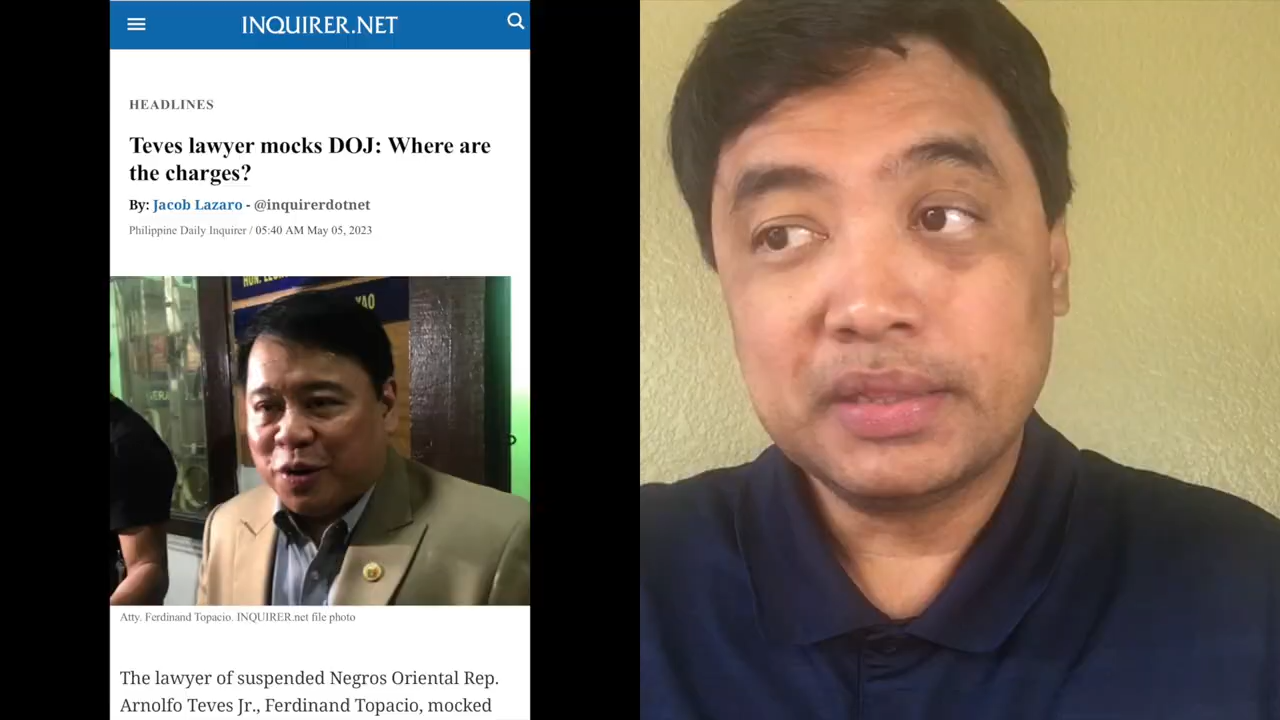 INQUIRER.NET
HEADLINES
Teves lawyer mocks DOJ: Where are
the charges?
By: Jacob Lazaro - @inquirerdotnet
Philippine Daily Inquirer / 05:40 AM May 05, 2023
YAO
Atty. Ferdinand Topacio. INQUIRER.net file photo
The lawyer of suspended Negros Oriental Rep.
Arnolfo Teves Jr., Ferdinand Topacio, mocked